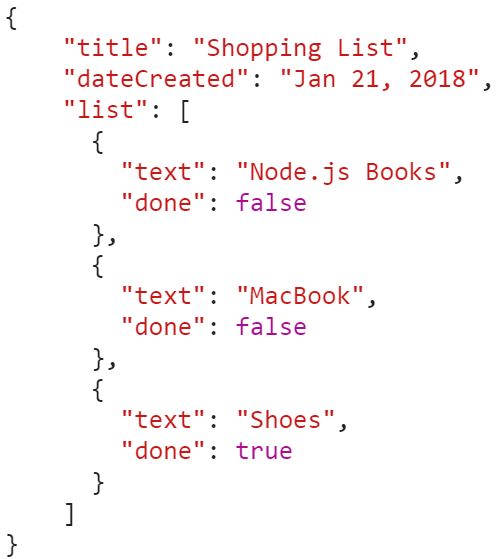 {
    "title": "Shopping List",
    "dateCreated": "Jan 21, 2018",
    "list": [
      {
        "text": "Node.js Books",
        "done": false
      },
      {
        "text": "MacBook",
        "done": false
      },
      {
        "text": "Shoes",
        "done": true
      }
    ]
}